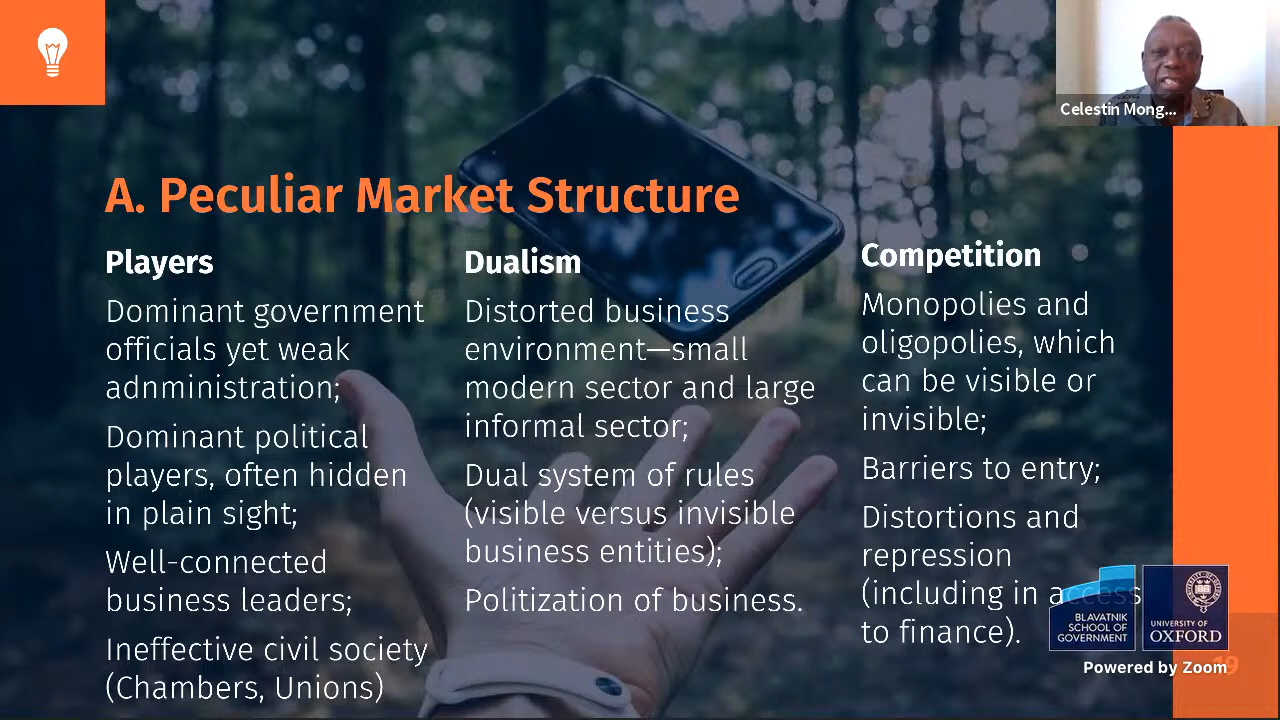 Celestin Mong...
A. Peculiar Market Structure
Players
Dominant government
officials yet weak
adnministration;
Dominant political
players, often hidden
in plain sight;
Well-connected
business leaders;
Ineffective civil society
(Chambers, Unions)
Dualism
Distorted business
environment—small
modern sector and large
informal sector;
Dual system of rules
(visible versus invisible
business entities);
Politization of business.
Competition
Monopolies and
oligopolies, which
can be visible or
invisible;
Barriers to entry;
Distortions and
repression
(including in access
to finance).
BLAVATNIK
SCHOOL OF
GOVERNMENT
UNIVERSITY OF
OXFORD
Powered by Zoom
19